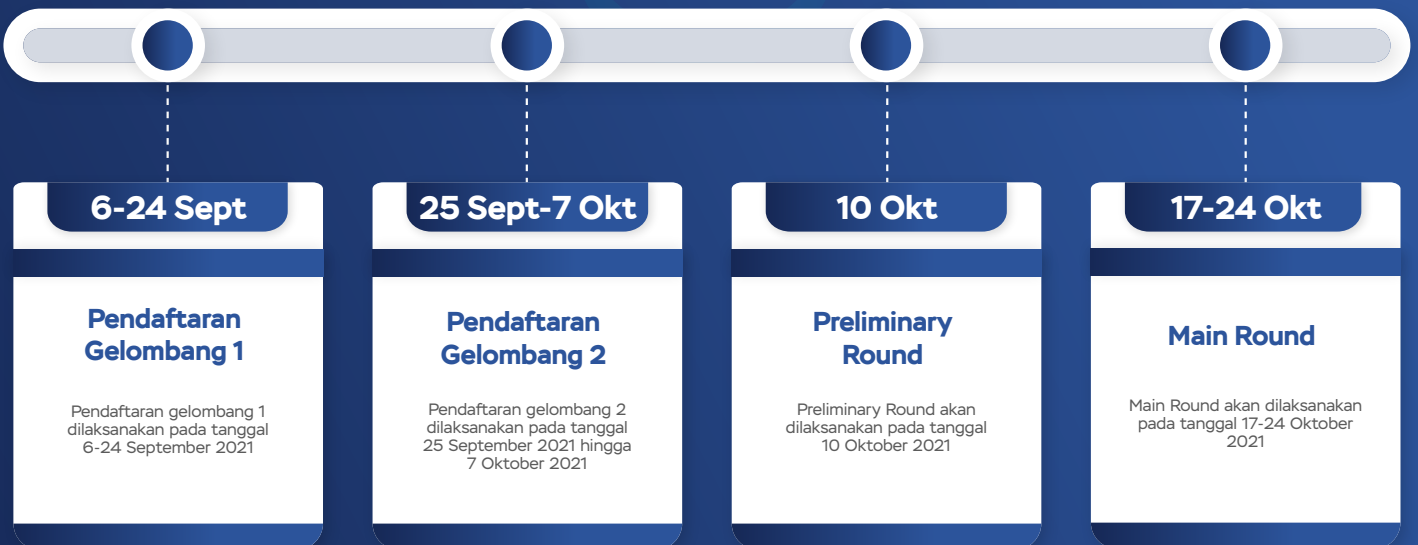 6-24 Sept
Pendaftaran
Gelombang 1
Pendaftaran gelombang 1
dilaksanakan pada tanggal
6-24 September 2021
25 Sept-7 Okt
Pendaftaran
Gelombang 2
Pendaftaran gelombang 2
dilaksanakan pada tanggal
25 September 2021 hingga
7 Oktober 2021
10 Okt
Preliminary
Round
Preliminary Round akan
dilaksanakan pada tanggal
10 Oktober 2021
17-24 Okt
Main Round
Main Round akan dilaksanakan
pada tanggal 17-24 Oktober
2021